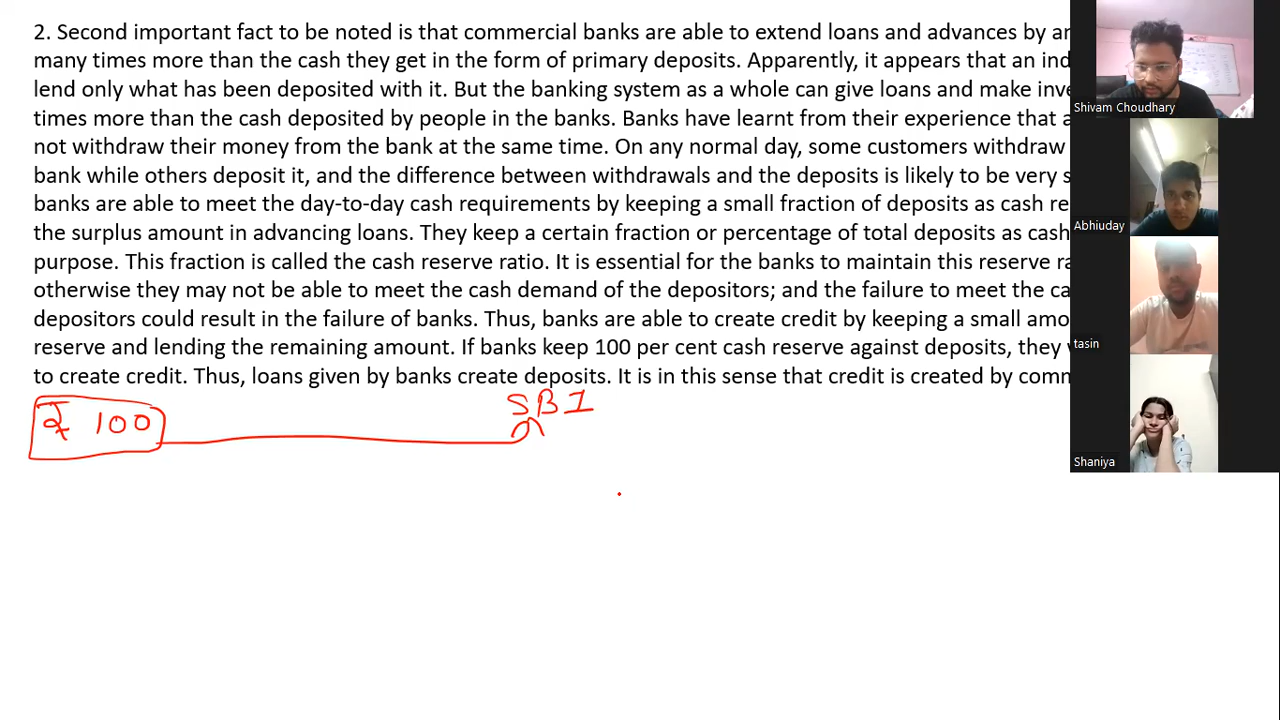 2. Second important fact to be noted is that commercial banks are able to extend loans and advances by
many times more than the cash they get in the form of primary deposits. Apparently, it appears that an
lend only what has been deposited with it. But the banking system as a whole can give loans and make
times more than the cash deposited by people in the banks. Banks have learnt from their experience that
not withdraw their money from the bank at the same time. On any normal day, some customers withdraw
bank while others deposit it, and the difference between withdrawals and the deposits is likely to be very
banks are able to meet the day-to-day cash requirements by keeping a small fraction of deposits as cash
the surplus amount in advancing loans. They keep a certain fraction or percentage of total deposits as cash
purpose. This fraction is called the cash reserve ratio. It is essential for the banks to maintain this reserve
otherwise they may not be able to meet the cash demand of the depositors; and the failure to meet the
depositors could result in the failure of banks. Thus, banks are able to create credit by keeping a small
reserve and lending the remaining amount. If banks keep 100 per cent cash reserve against deposits, they
to create credit. Thus, loans given by banks create deposits. It is in this sense that credit is created by
₹ 100
SBI
Shivam Choudhary
Abhiuday
tasin
Shaniya